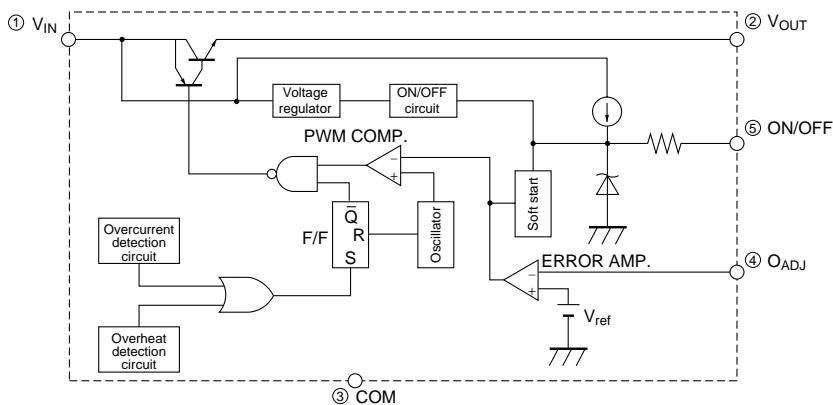 ① VIN
② VOUT
Voltage
regulator
ON/OFF
circuit
⑤ ON/OFF
PWM COMP.
Soft start
Oscillator
Q̅
R
S
F/F
Overcurrent
detection
circuit
Overheat
detection
circuit
ERROR AMP.
④ OADJ
Vref
③ COM
− + − +